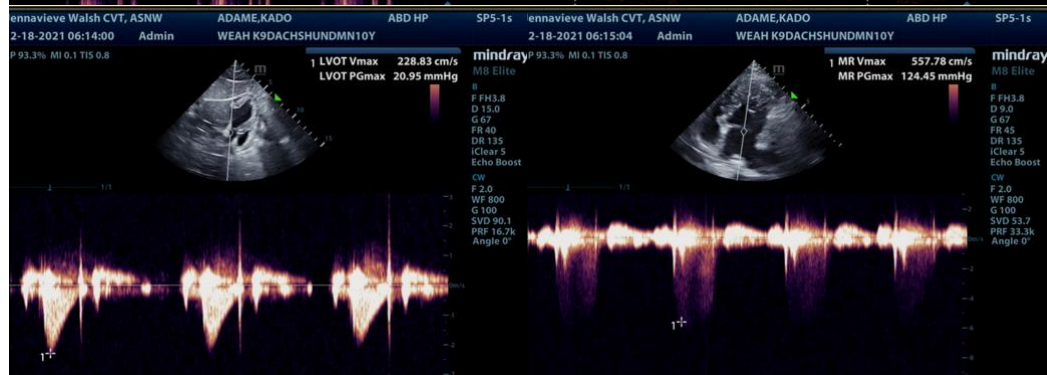 ennavieve Walsh CVT, ASNW ADAME,KADO ABD HP SP5-1s
2-18-2021 06:14:00 Admin WEAH K9DACHSHUNDMN10Y
P 93.3% MI 0.1 TIS 0.8
1 LVOT Vmax 228.83 cm/s
LVOT PGmax 20.95 mmHg
mindray
M8 Elite
B
F FH3.8
D 15.0
G 67
FR 40
DR 135
iClear 5
Echo Boost
CW
F 2.0
WF 800
G 100
SVD 90.1
PRF 16.7k
Angle 0°
1/1
1
ennavieve Walsh CVT, ASNW ADAME,KADO ABD HP SP5-1s
2-18-2021 06:15:04 Admin WEAH K9DACHSHUNDMN10Y
P 93.3% MI 0.1 TIS 0.8
1 MR Vmax 557.78 cm/s
MR PGmax 124.45 mmHg
mindray
M8 Elite
B
F FH3.8
D 9.0
G 67
FR 45
DR 135
iClear 5
Echo Boost
CW
F 2.0
WF 800
G 100
SVD 53.7
PRF 33.3k
Angle 0°
1/1
1